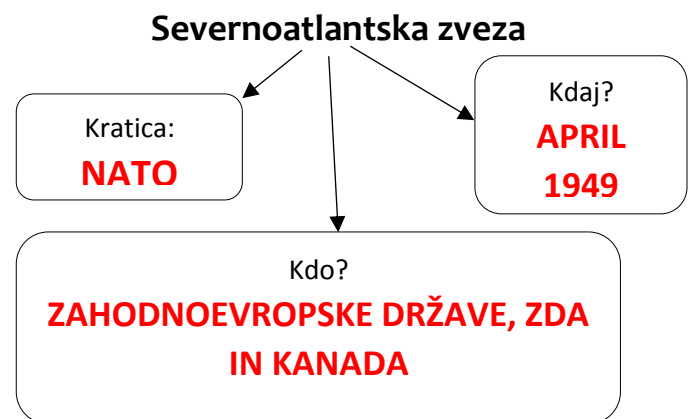 Severnoatlantska zveza
Kratica:
NATO
Kdaj?
APRIL
1949
Kdo?
ZAHODNOEVROPSKE DRŽAVE, ZDA
IN KANADA